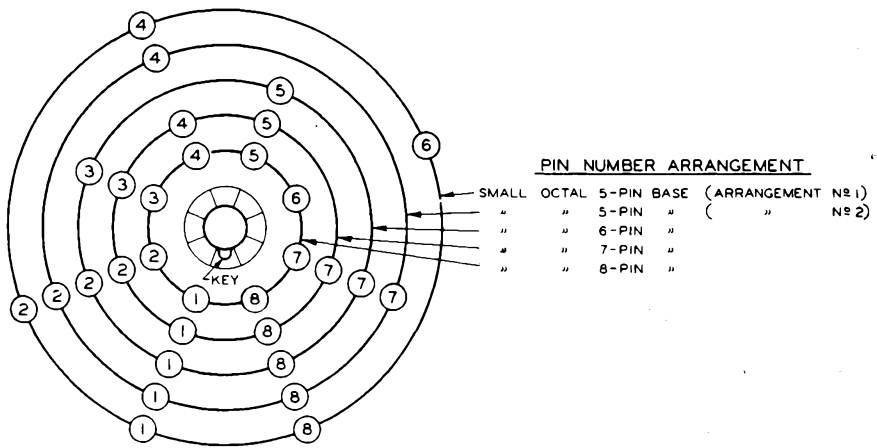 4
4
5
4 5
6
4 5
3
3
3 6
2 7
2 7
KEY
2 7
2 7
1 8
2
1 8
1 8
1 8
1 8
PIN NUMBER ARRANGEMENT
SMALL OCTAL 5-PIN BASE (ARRANGEMENT Nº 1)
" " 5-PIN " ( " Nº 2)
" " 6-PIN "
" " 7-PIN "
" " 8-PIN "